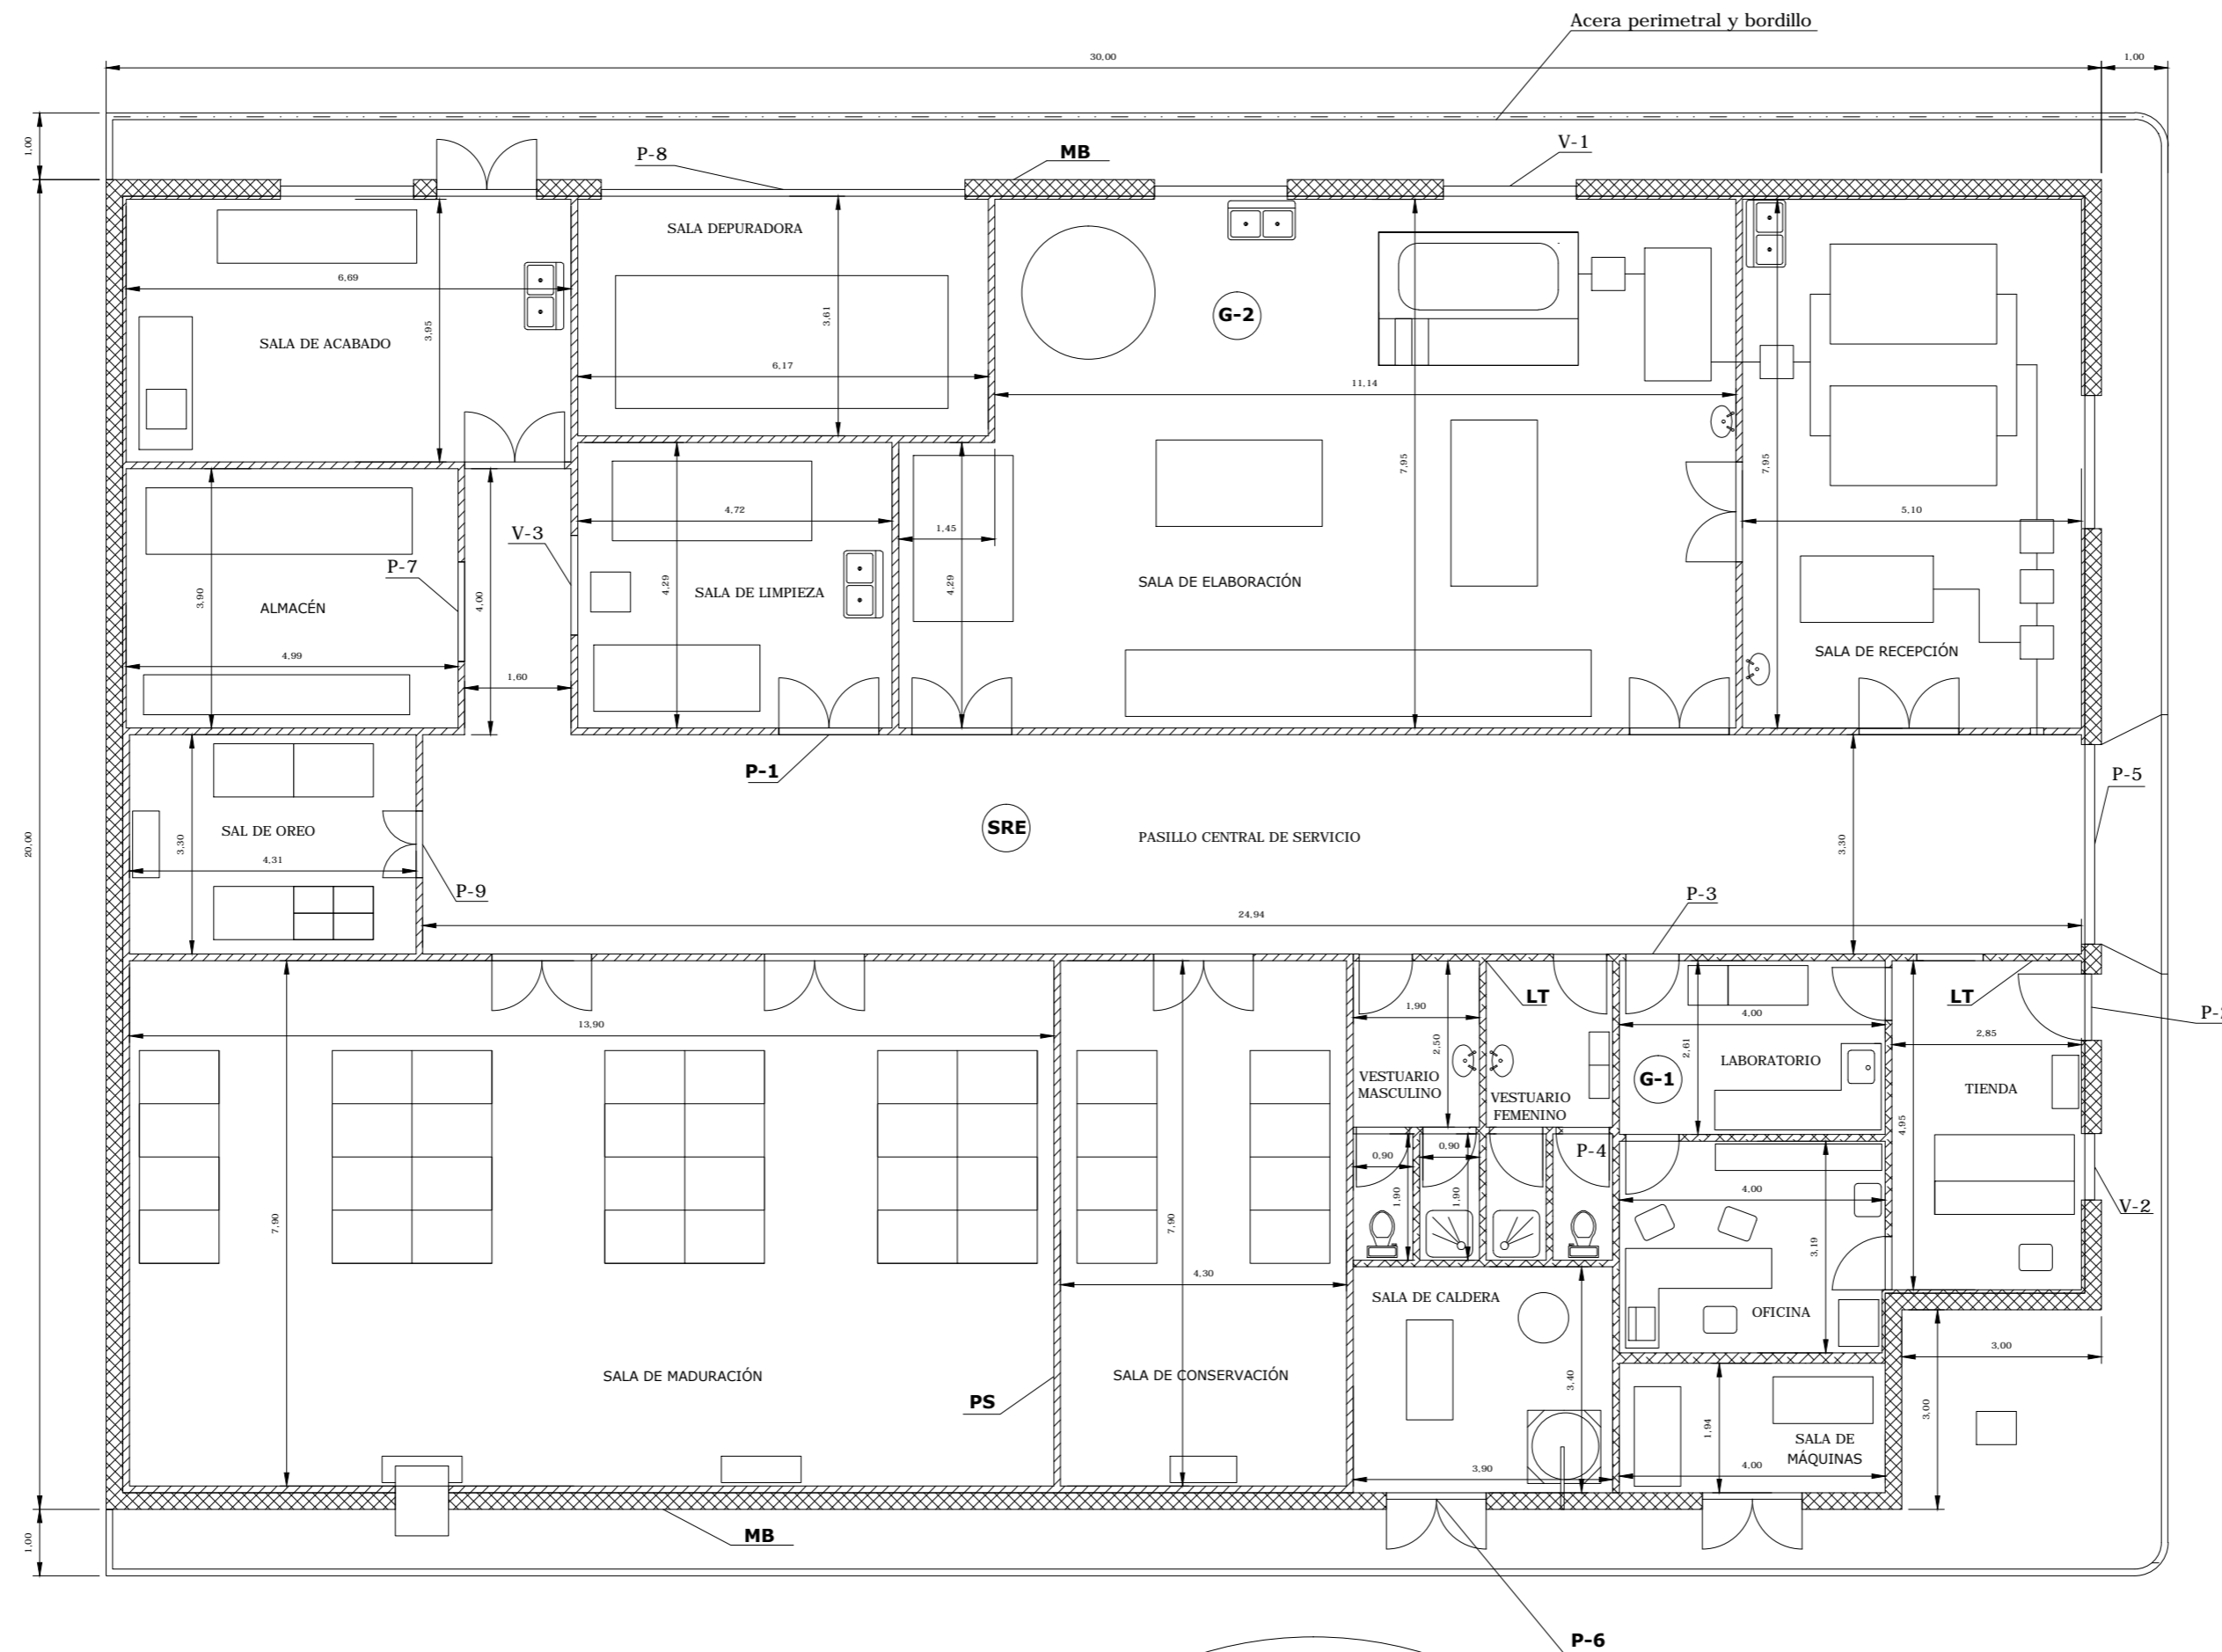 Acera perimetral y bordillo
30,00
1,00
1,00
P-8
MB
V-1
SALA DEPURADORA
6,69
3,95
3,61
G-2
SALA DE ACABADO
6,17
11,14
7,95
7,95
4,72
1,45
5,10
V-3
P-7
3,90
4,00
4,29
4,29
SALA DE LIMPIEZA
SALA DE ELABORACIÓN
ALMACÉN
4,99
1,60
SALA DE RECEPCIÓN
P-1
P-5
20,00
SAL DE OREO
3,30
4,31
SRE
PASILLO CENTRAL DE SERVICIO
3,30
P-9
P-3
24,94
LT
LT
13,90
1,90
2,50
4,00
2,61
2,85
LABORATORIO
VESTUARIO
MASCULINO
G-1
TIENDA
VESTUARIO
FEMENINO
4,95
0,90
0,90
P-4
1,90
1,90
4,00
V-2
7,90
7,90
3,19
4,30
SALA DE CALDERA
OFICINA
3,00
SALA DE MADURACIÓN
SALA DE CONSERVACIÓN
3,40
PS
3,00
1,94
SALA DE
MÁQUINAS
3,90
4,00
MB
1,00
P-6